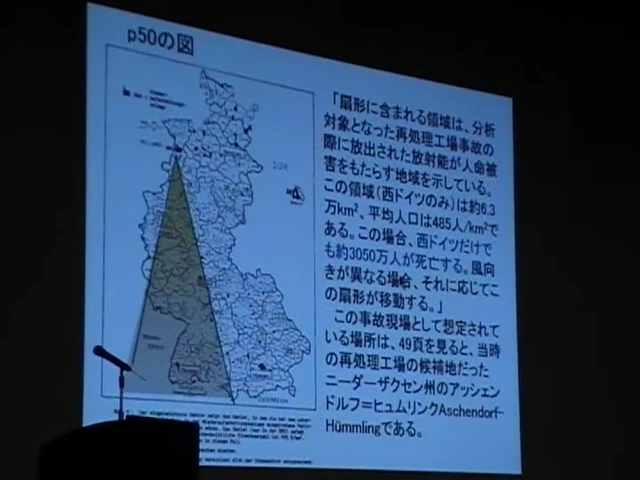 p50の図
「扇形に含まれる領域は、分析
対象となった再処理工場事故の
際に放出された放射能が人命被
害をもたらす地域を示している。
この領域(西ドイツのみ)は約6.3
万km²、平均人口は485人/km²で
ある。この場合、西ドイツだけで
も約3050万人が死亡する。風向
きが異なる場合、それに応じてこ
の扇形が移動する。」
この事故現場として想定されて
いる場所は、49頁を見ると、当時
の再処理工場の候補地だった
ニーダーザクセン州のアッシェン
ドルフ＝ヒュムリンクAschendorf-
Hümmlingである。